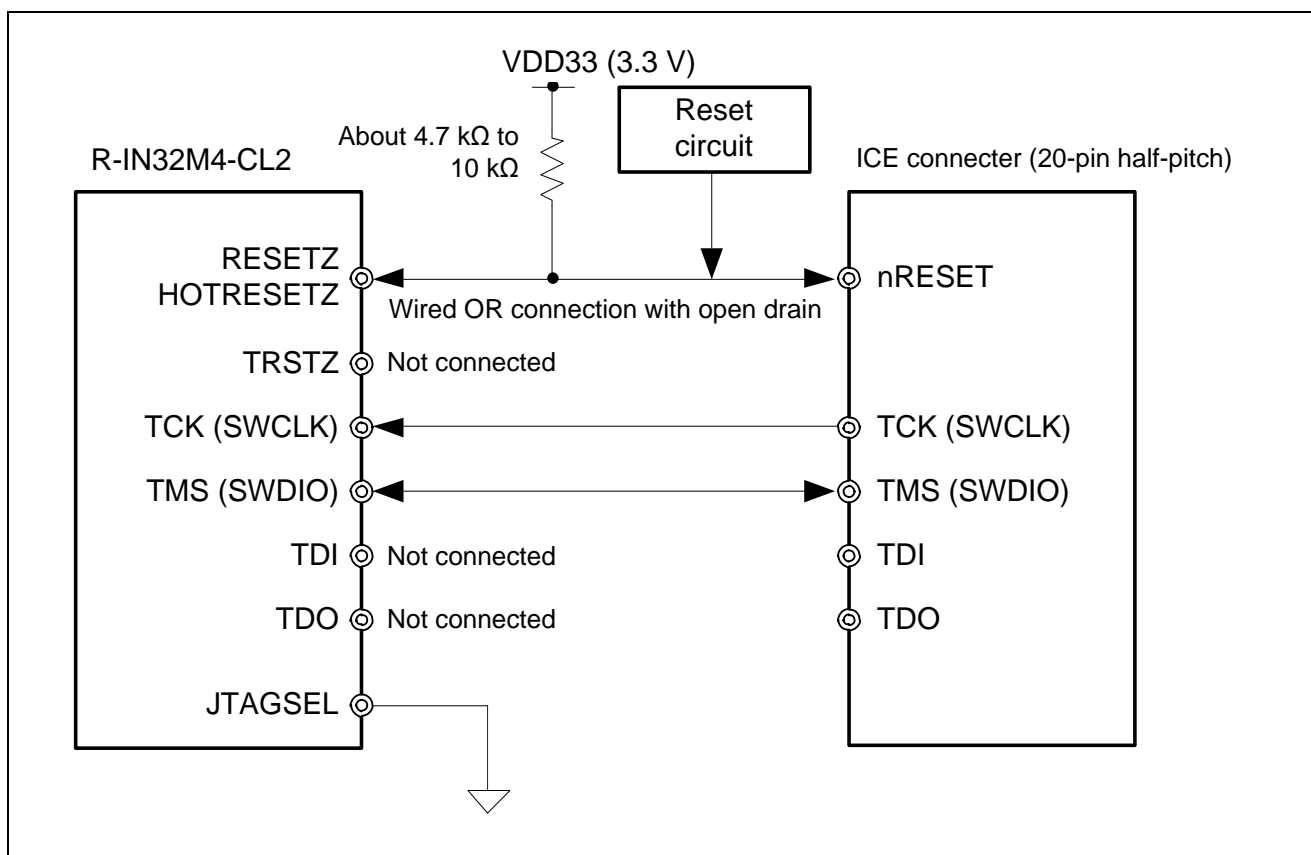 VDD33 (3.3 V)
Reset
circuit
About 4.7 kΩ to
10 kΩ
R-IN32M4-CL2
ICE connecter (20-pin half-pitch)
RESETZ
HOTRESETZ
nRESET
Wired OR connection with open drain
TRSTZ
Not connected
TCK (SWCLK)
TCK (SWCLK)
TMS (SWDIO)
TMS (SWDIO)
TDI
Not connected
TDI
TDO
Not connected
TDO
JTAGSEL